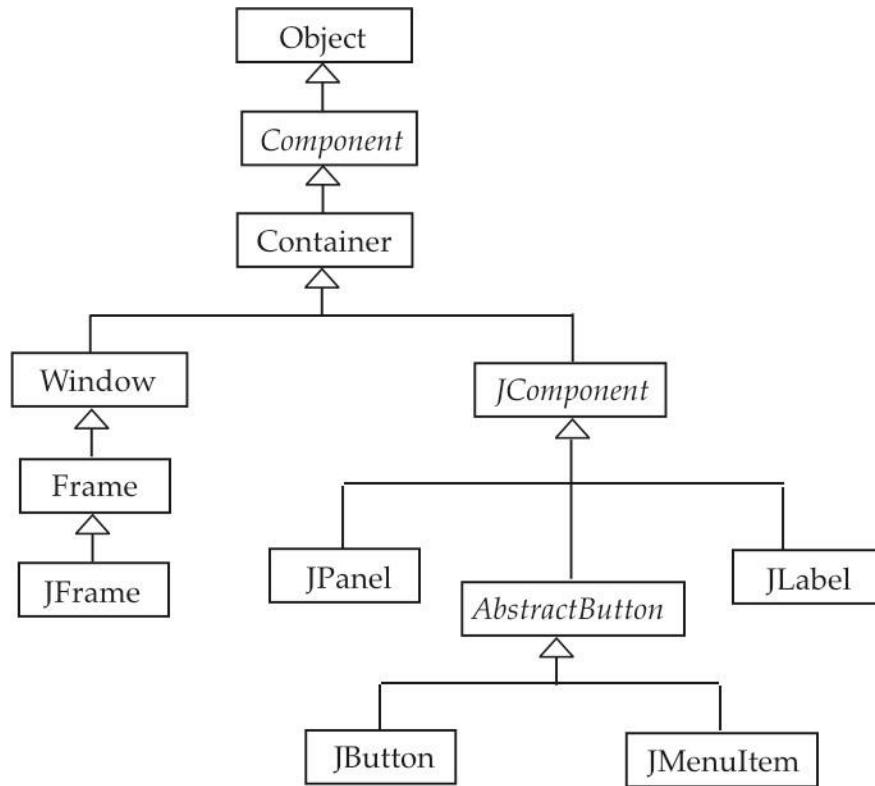 Object
Component
Container
Window
JComponent
Frame
JFrame
JPanel
JLabel
AbstractButton
JButton
JMenuItem